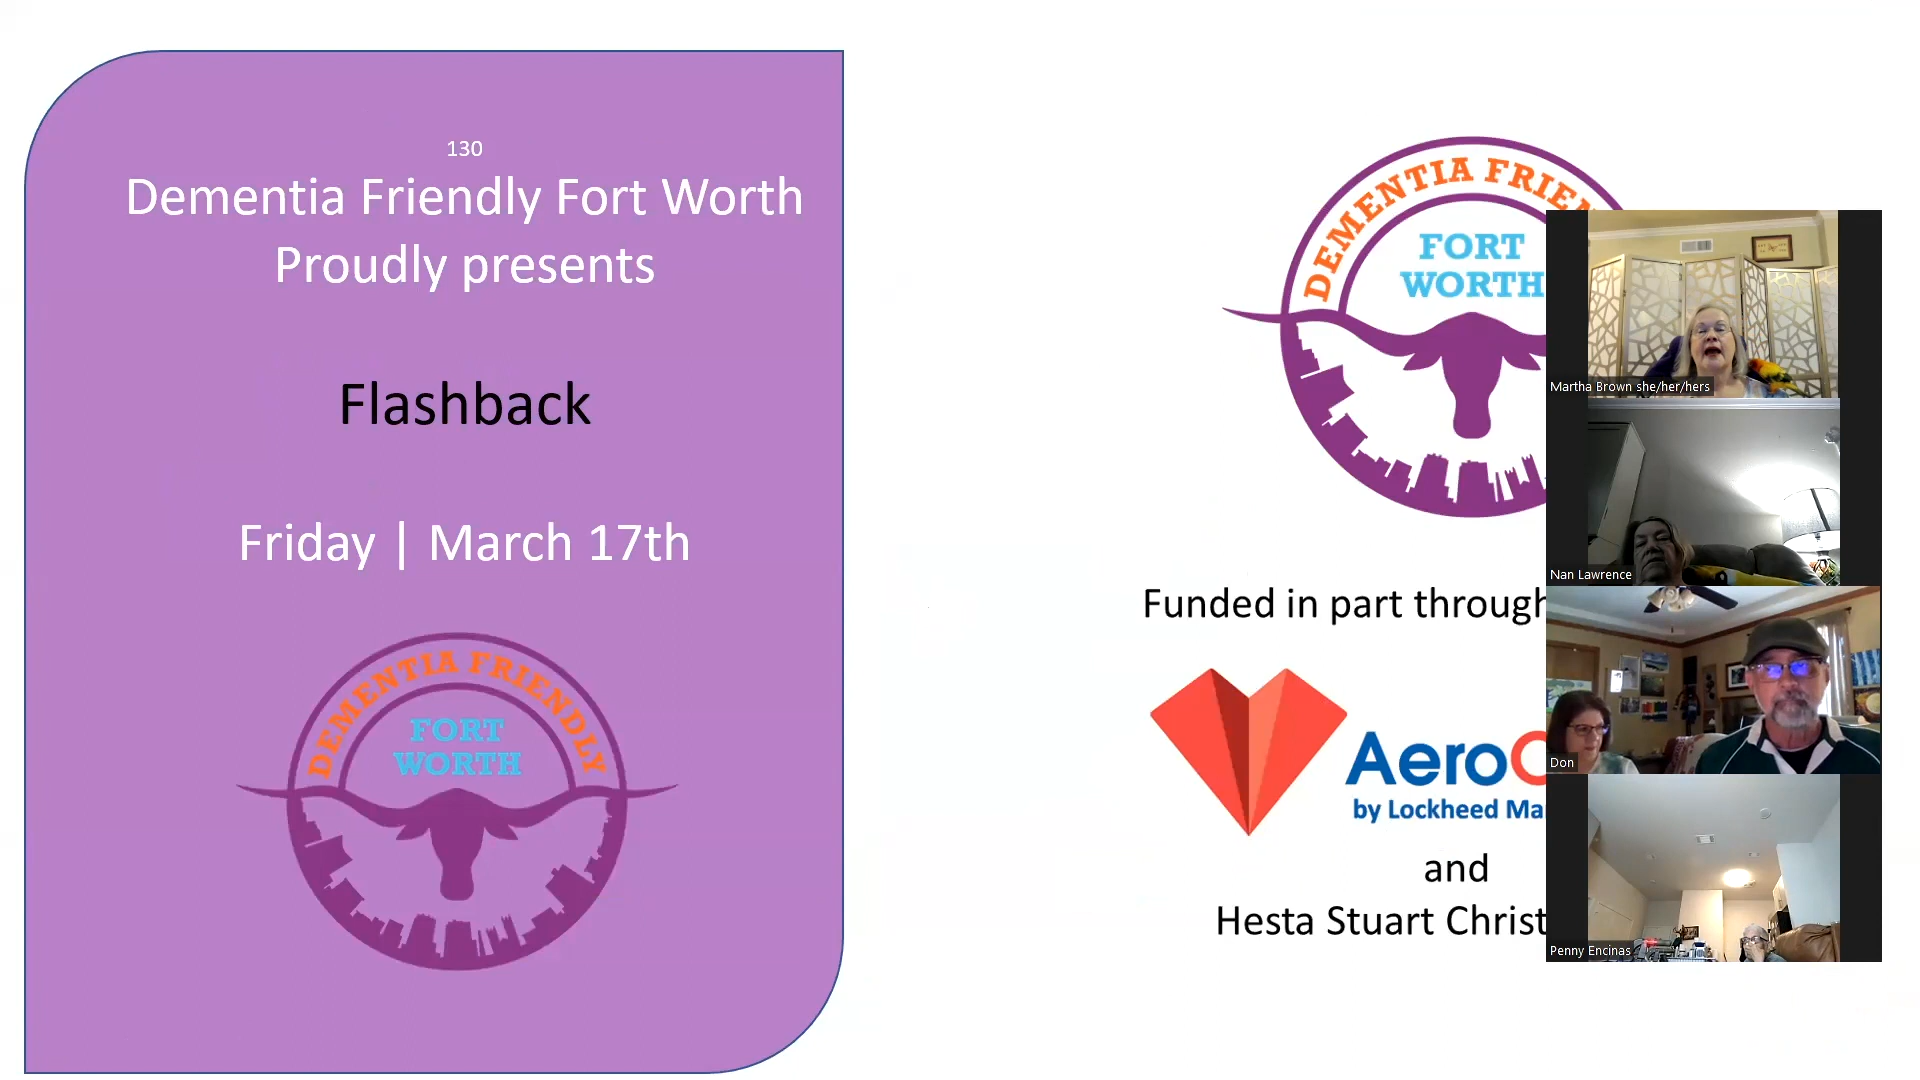 130
Dementia Friendly Fort Worth
Proudly presents
Flashback
Friday | March 17th
DEMENTIA FRIENDLY
FORT
WORTH
DEMENTIA FRIEN
FORT
WORTH
Funded in part through
Aero
by Lockheed Ma
and
Hesta Stuart Christ
Martha Brown she/her/hers
Nan Lawrence
Don
Penny Encinas